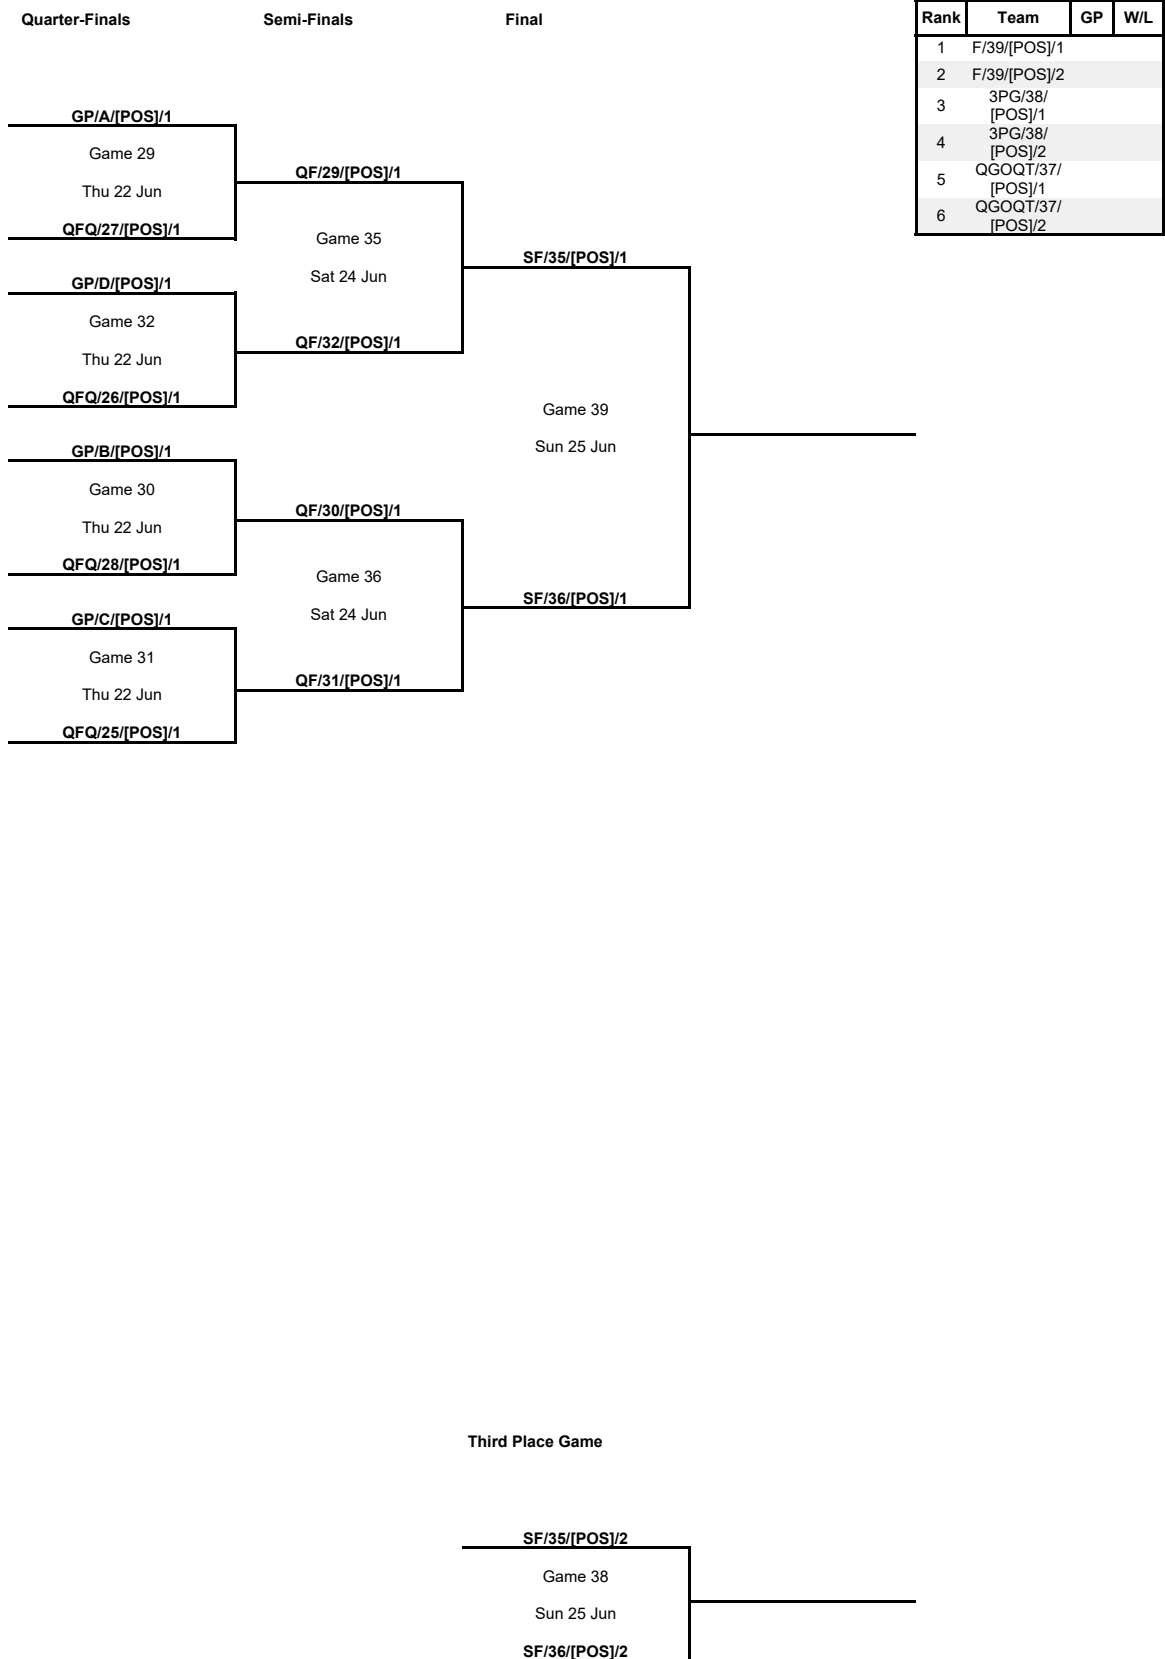 Quarter-Finals Semi-Finals Final
Rank Team GP W/L
1 F/39/[POS]/1
2 F/39/[POS]/2
3 3PG/38/
[POS]/1
4 3PG/38/
[POS]/2
5 QGOQT/37/
[POS]/1
6 QGOQT/37/
[POS]/2
GP/A/[POS]/1
Game 29
Thu 22 Jun
QFQ/27/[POS]/1
GP/D/[POS]/1
Game 32
Thu 22 Jun
QFQ/26/[POS]/1
GP/B/[POS]/1
Game 30
Thu 22 Jun
QFQ/28/[POS]/1
GP/C/[POS]/1
Game 31
Thu 22 Jun
QFQ/25/[POS]/1
QF/29/[POS]/1
Game 35
Sat 24 Jun
QF/32/[POS]/1
QF/30/[POS]/1
Game 36
Sat 24 Jun
QF/31/[POS]/1
SF/35/[POS]/1
Game 39
Sun 25 Jun
SF/36/[POS]/1
Third Place Game
SF/35/[POS]/2
Game 38
Sun 25 Jun
SF/36/[POS]/2